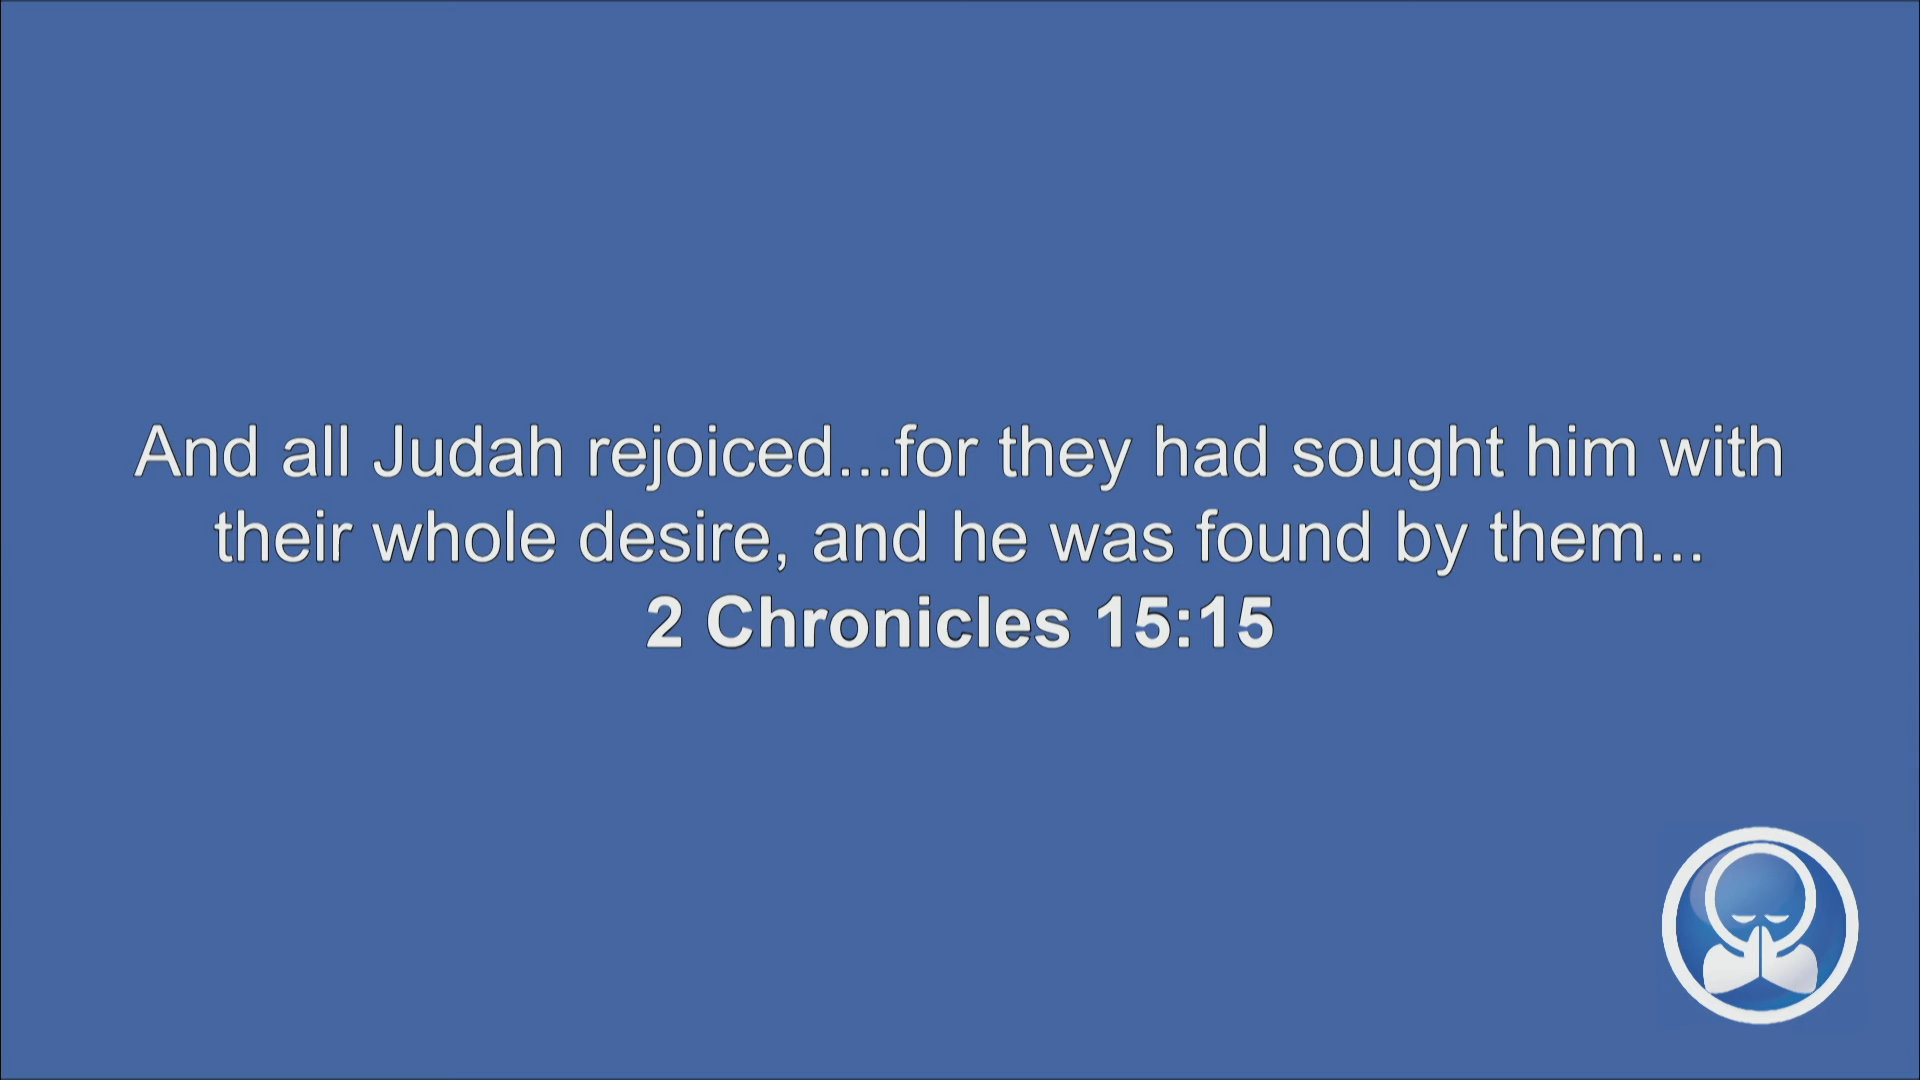 And all Judah rejoiced...for they had sought him with
their whole desire, and he was found by them...
2 Chronicles 15:15